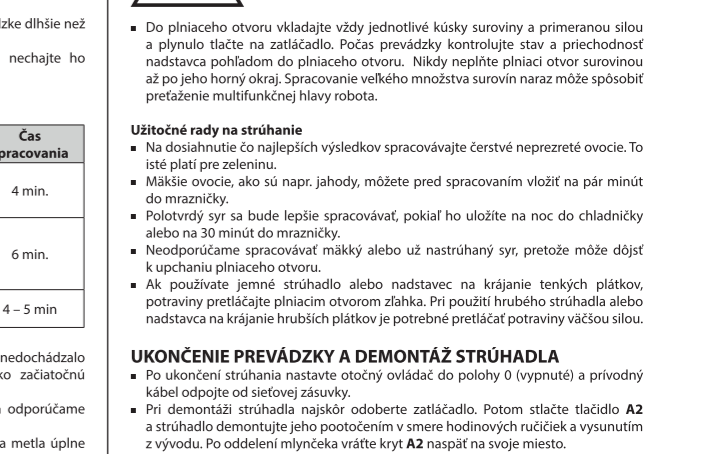 dzke dlhšie než
nechajte ho
Čas
pracovania
4 min.
6 min.
4 – 5 min
nedochádzalo
ko začiatočnú
odporúčame
a metla úplne
▪ Do plniaceho otvoru vkladajte vždy jednotlivé kúsky suroviny a primeranou silou
a plynulo tlačte na zatláčadlo. Počas prevádzky kontrolujte stav a priechodnosť
nadstavca pohľadom do plniaceho otvoru. Nikdy neplňte plniaci otvor surovinou
až po jeho horný okraj. Spracovanie veľkého množstva surovín naraz môže spôsobiť
preťaženie multifunkčnej hlavy robota.
Užitočné rady na strúhanie
▪ Na dosiahnutie čo najlepších výsledkov spracovávajte čerstvé neprezreté ovocie. To
isté platí pre zeleninu.
▪ Mäkšie ovocie, ako sú napr. jahody, môžete pred spracovaním vložiť na pár minút
do mrazničky.
▪ Polotvrdý syr sa bude lepšie spracovávať, pokiaľ ho uložíte na noc do chladničky
alebo na 30 minút do mrazničky.
▪ Neodporúčame spracovávať mäkký alebo už nastrúhaný syr, pretože môže dôjsť
k upchaniu plniaceho otvoru.
▪ Ak používate jemné strúhadlo alebo nadstavec na krájanie tenkých plátkov,
potraviny pretláčajte plniacim otvorom zľahka. Pri použití hrubého strúhadla alebo
nadstavca na krájanie hrubších plátkov je potrebné pretláčať potraviny väčšou silou.
UKONČENIE PREVÁDZKY A DEMONTÁŽ STRÚHADLA
▪ Po ukončení strúhania nastavte otočný ovládač do polohy 0 (vypnuté) a prívodný
kábel odpojte od sieťovej zásuvky.
▪ Pri demontáži strúhadla najskôr odoberte zatláčadlo. Potom stlačte tlačidlo A2
a strúhadlo demontujte jeho pootočením v smere hodinových ručičiek a vysunutím
z vývodu. Po oddelení mlynčeka vráťte kryt A2 naspäť na svoje miesto.